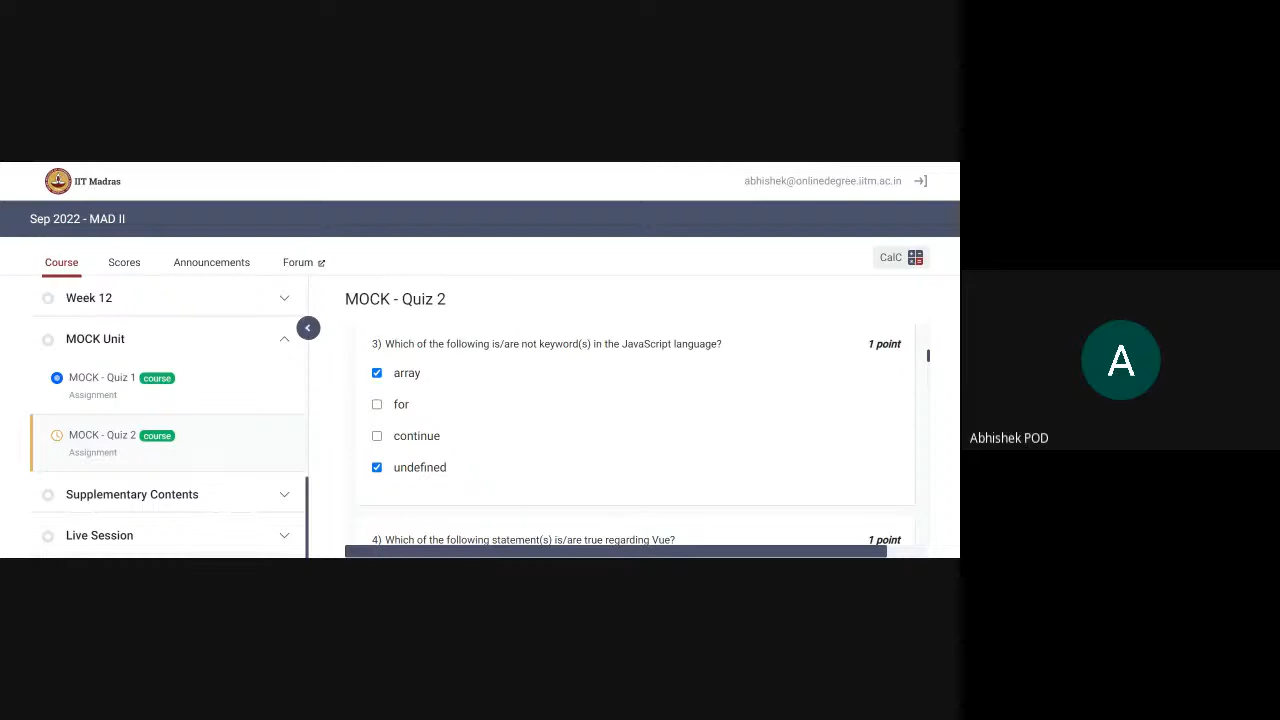 IIT Madras
abhishek@onlinedegree.iitm.ac.in
Sep 2022 - MAD II
Course Scores Announcements Forum
CalC
Week 12
MOCK Unit
MOCK - Quiz 1 course
Assignment
MOCK - Quiz 2 course
Assignment
Supplementary Contents
Live Session
MOCK - Quiz 2
3) Which of the following is/are not keyword(s) in the JavaScript language? 1 point
array
for
continue
undefined
4) Which of the following statement(s) is/are true regarding Vue? 1 point
A
Abhishek POD